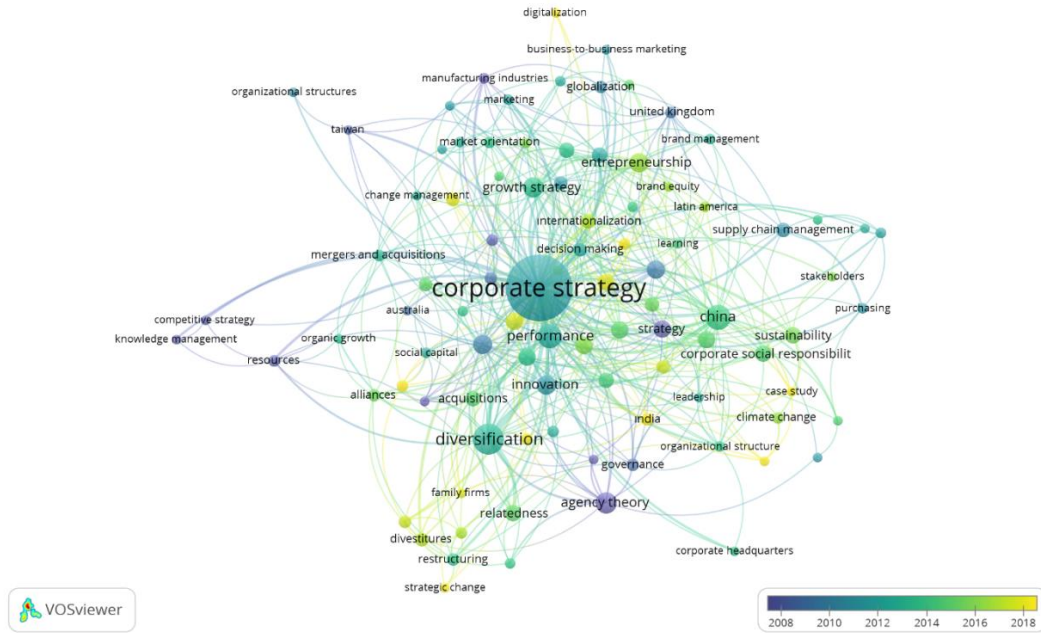 digitalization
business-to-business marketing
manufacturing industries
globalization
organizational structures
marketing
united kingdom
taiwan
market orientation
brand management
entrepreneurship
growth strategy
brand equity
change management
latin america
internationalization
supply chain management
decision making
learning
mergers and acquisitions
stakeholders
corporate strategy
australia
purchasing
china
competitive strategy
strategy
knowledge management
organic growth
performance
sustainability
social capital
corporate social responsibilit
resources
innovation
case study
alliances
acquisitions
leadership
india
climate change
diversification
organizational structure
governance
family firms
agency theory
relatedness
divestitures
corporate headquarters
restructuring
strategic change
VOSviewer
2008 2010 2012 2014 2016 2018